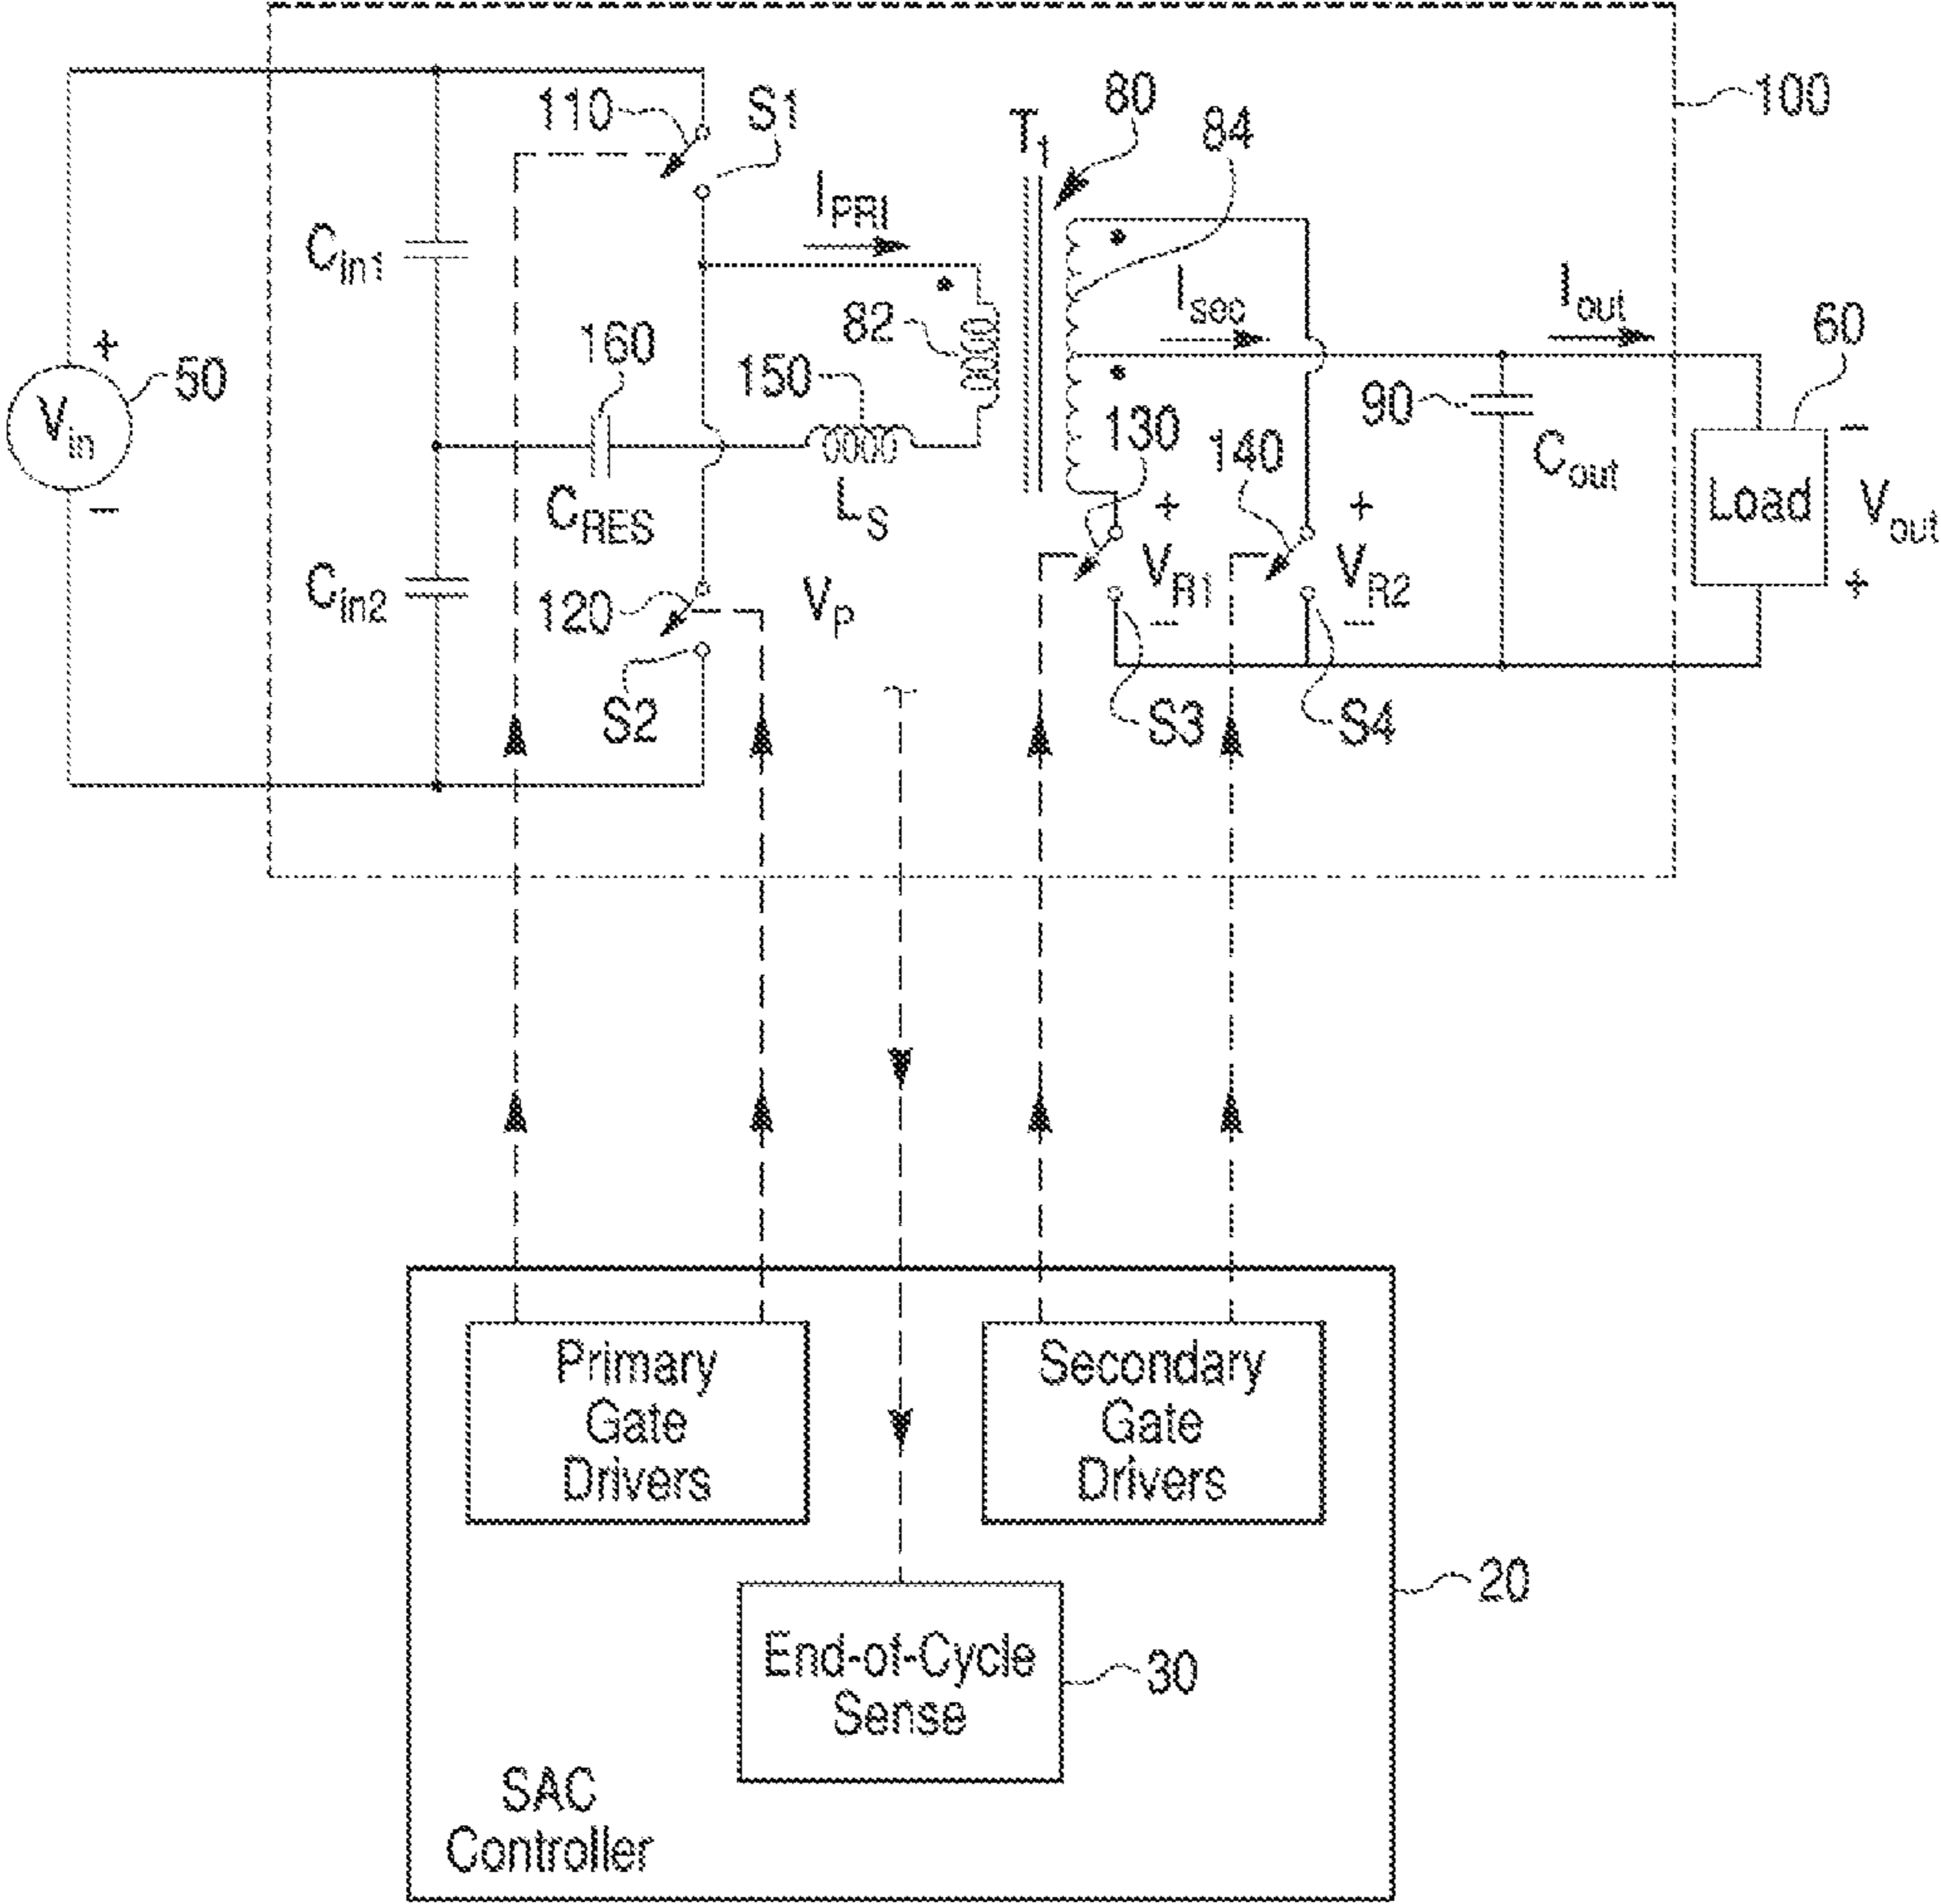 100
110
S1
T1
80
84
IPRI
Cin1
Isec
Iout
+
50
Vin
−
160
82
150
60
90
130
140
−
CRES
LS
+
+
Cout
Load
Vout
Cin2
120
VP
VR1
VR2
+
−
−
S2
S3
S4
Primary
Gate
Drivers
Secondary
Gate
Drivers
20
End-of-Cycle
Sense
30
SAC
Controller